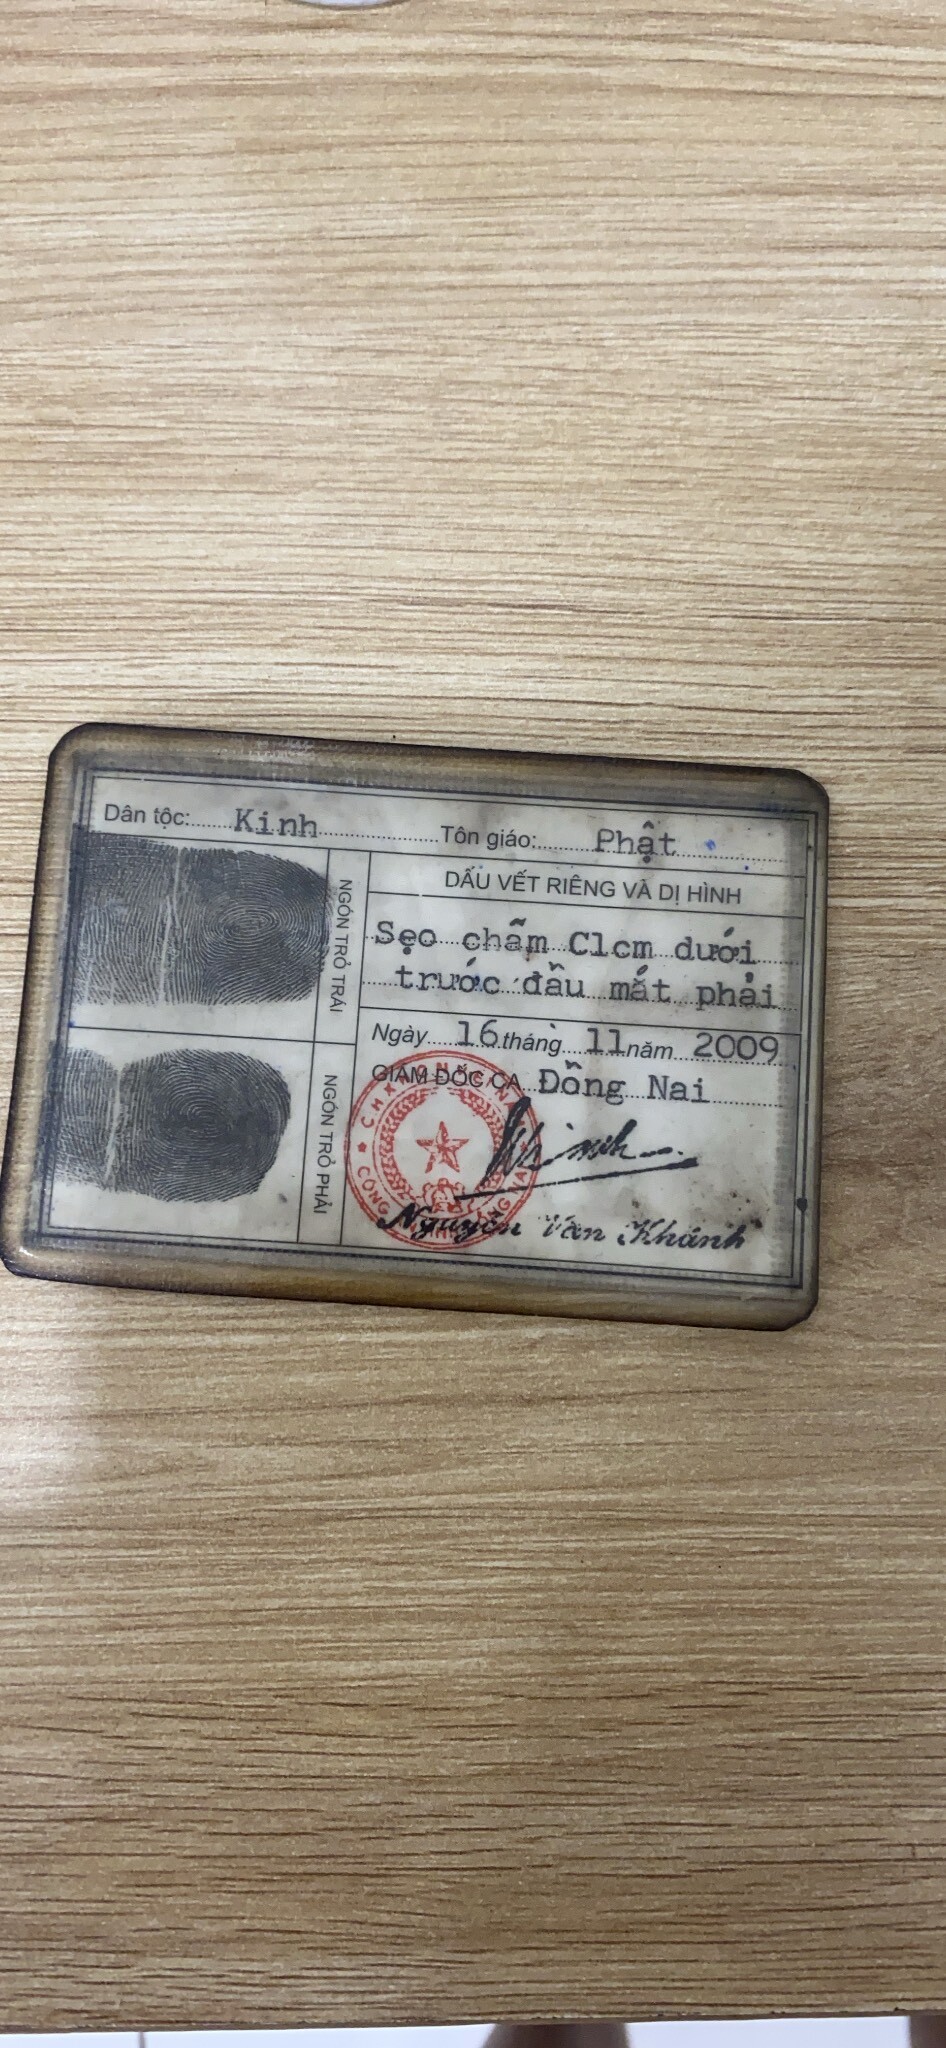 Dân tộc: Kinh Tôn giáo: Phật
NGÓN TRỎ TRÁI
NGÓN TRỎ PHẢI
DẤU VẾT RIÊNG VÀ DỊ HÌNH
Sẹo chấm C1cm dưới
trước đầu mắt phải
Ngày 16 tháng 11 năm 2009
GIÁM ĐỐC CA Đồng Nai
Nguyễn Văn Khánh